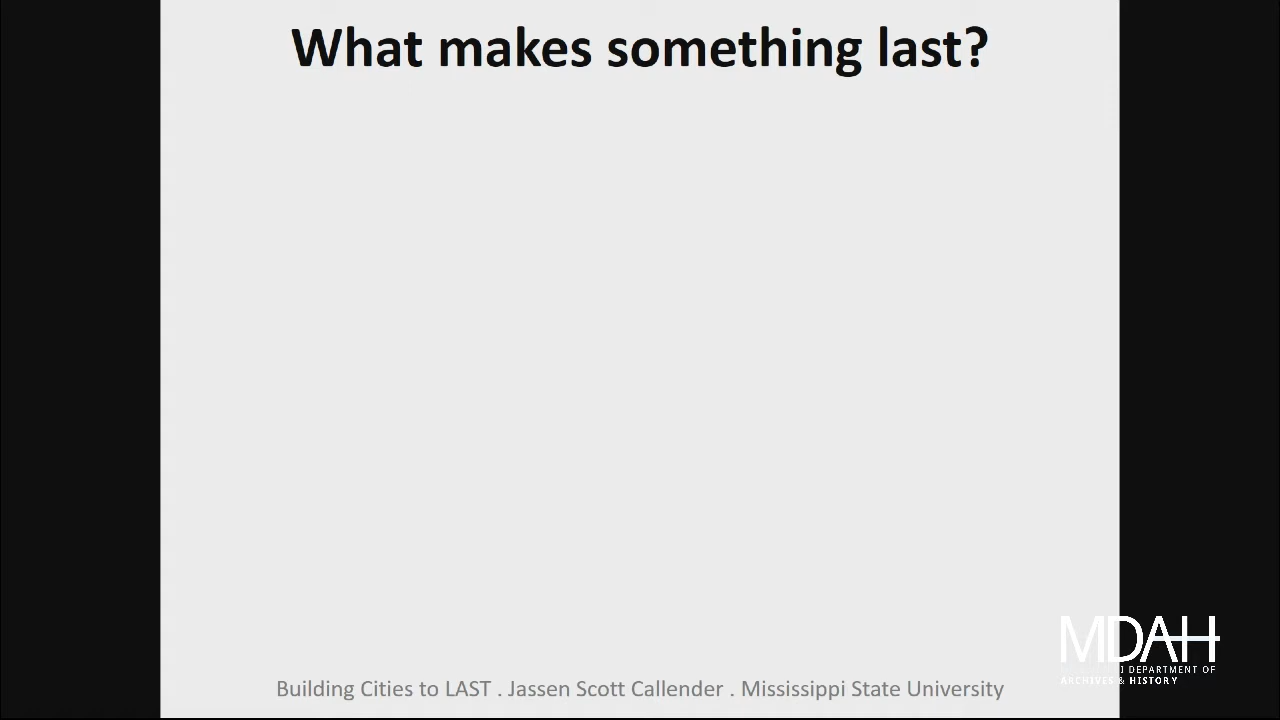 What makes something last?
Building Cities to LAST . Jassen Scott Callender . Mississippi State University
MDAH
DEPARTMENT OF
ARCHIVES & HISTORY